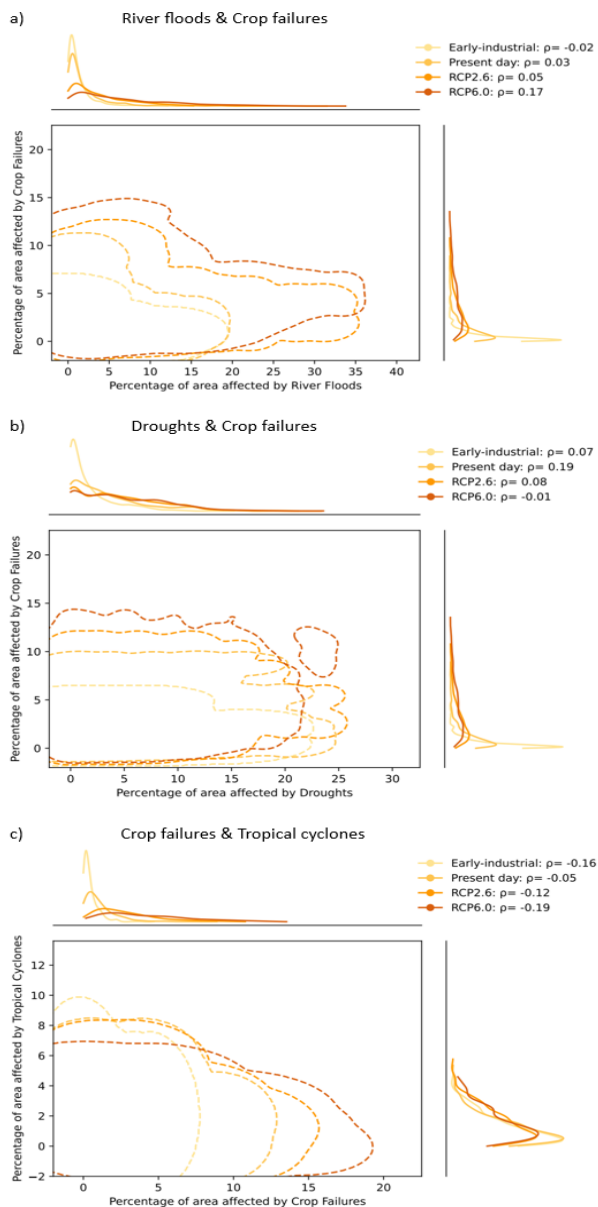 a) River floods & Crop failures
Early-industrial: ρ= -0.02
Present day: ρ= 0.03
RCP2.6: ρ= 0.05
RCP6.0: ρ= 0.17
Percentage of area affected by Crop Failures
20
15
10
5
0
0 5 10 15 20 25 30 35 40
Percentage of area affected by River Floods
b) Droughts & Crop failures
Early-industrial: ρ= 0.07
Present day: ρ= 0.19
RCP2.6: ρ= 0.08
RCP6.0: ρ= -0.01
Percentage of area affected by Crop Failures
20
15
10
5
0
0 5 10 15 20 25 30
Percentage of area affected by Droughts
c) Crop failures & Tropical cyclones
Early-industrial: ρ= -0.16
Present day: ρ= -0.05
RCP2.6: ρ= -0.12
RCP6.0: ρ= -0.19
Percentage of area affected by Tropical Cyclones
12
10
8
6
4
2
0
−2
0 5 10 15 20
Percentage of area affected by Crop Failures